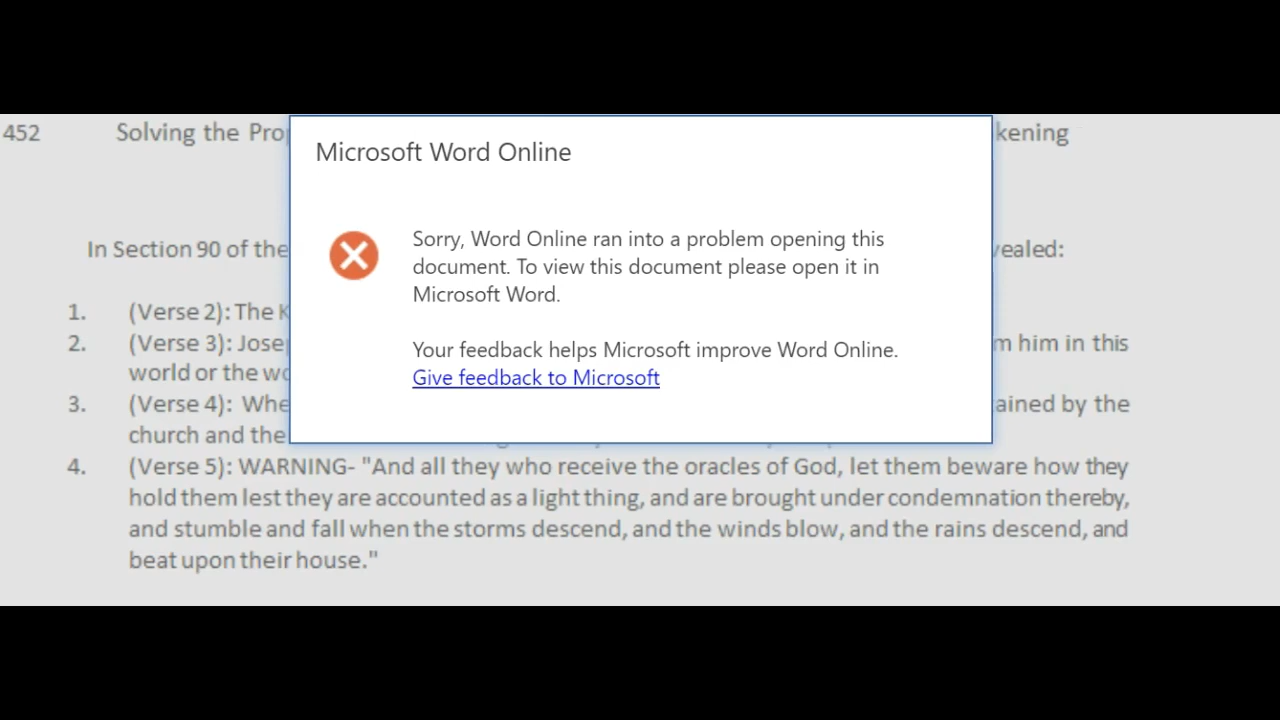 452 Solving the Prop
kening
Microsoft Word Online
Sorry, Word Online ran into a problem opening this
document. To view this document please open it in
Microsoft Word.
Your feedback helps Microsoft improve Word Online.
Give feedback to Microsoft
In Section 90 of the
vealed:
1. (Verse 2): The K
2. (Verse 3): Josep
m him in this
world or the wo
3. (Verse 4): Whe
ained by the
church and the
4. (Verse 5): WARNING- "And all they who receive the oracles of God, let them beware how they
hold them lest they are accounted as a light thing, and are brought under condemnation thereby,
and stumble and fall when the storms descend, and the winds blow, and the rains descend, and
beat upon their house."